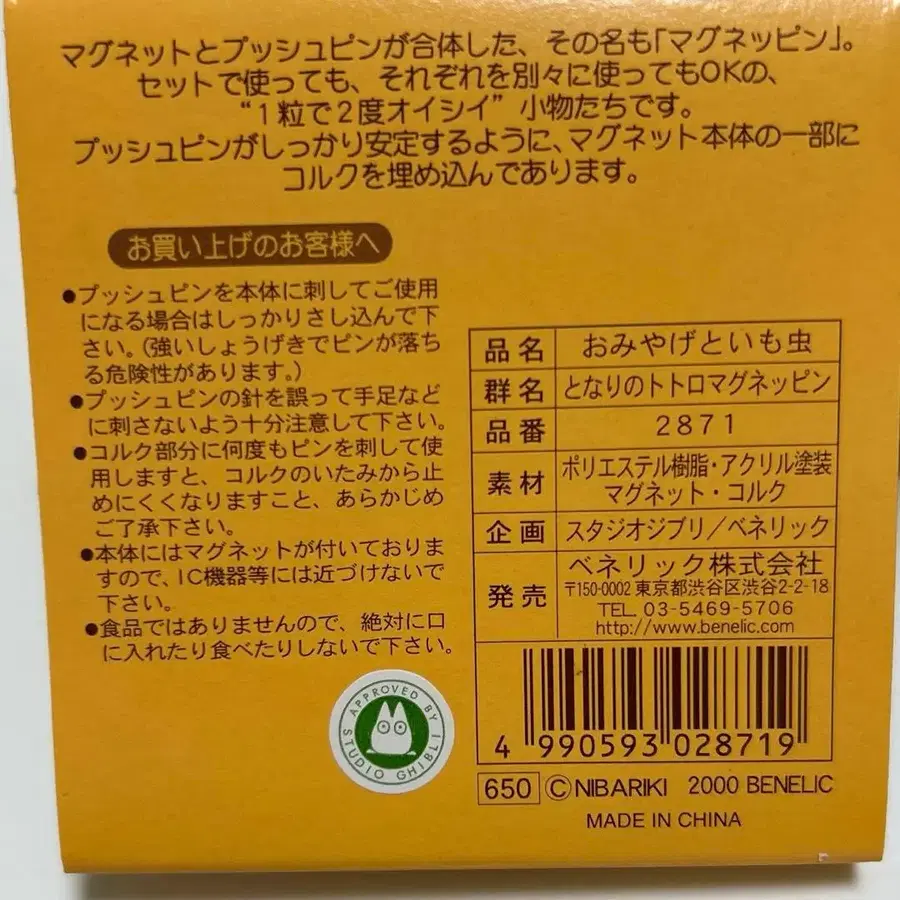 マグネットとプッシュピンが合体した、その名も「マグネッピン」。
セットで使っても、それぞれを別々に使ってもOKの、
“1粒で2度オイシイ” 小物たちです。
プッシュピンがしっかり安定するように、マグネット本体の一部に
コルクを埋め込んであります。
お買い上げのお客様へ
●プッシュピンを本体に刺してご使用
になる場合はしっかりさし込んで下
さい。(強いしょうげきでピンが落ち
る危険性があります。)
●プッシュピンの針を誤って手足など
に刺さないよう十分注意して下さい。
●コルク部分に何度もピンを刺して使
用しますと、コルクのいたみから止
めにくくなりますこと、あらかじめ
ご了承下さい。
●本体にはマグネットが付いておりま
すので、IC機器等には近づけないで
下さい。
●食品ではありませんので、絶対に口
に入れたり食べたりしないで下さい。
品名 おみやげといも虫
群名 となりのトトロマグネッピン
品番 2871
素材 ポリエステル樹脂・アクリル塗装
マグネット・コルク
企画 スタジオジブリ/ベネリック
発売 ベネリック株式会社
〒150-0002 東京都渋谷区渋谷2-2-18
TEL. 03-5469-5706
http://www.benelic.com
APPROVED BY
STUDIO GHIBLI
4 990593 028719
650 ©NIBARIKI 2000 BENELIC
MADE IN CHINA